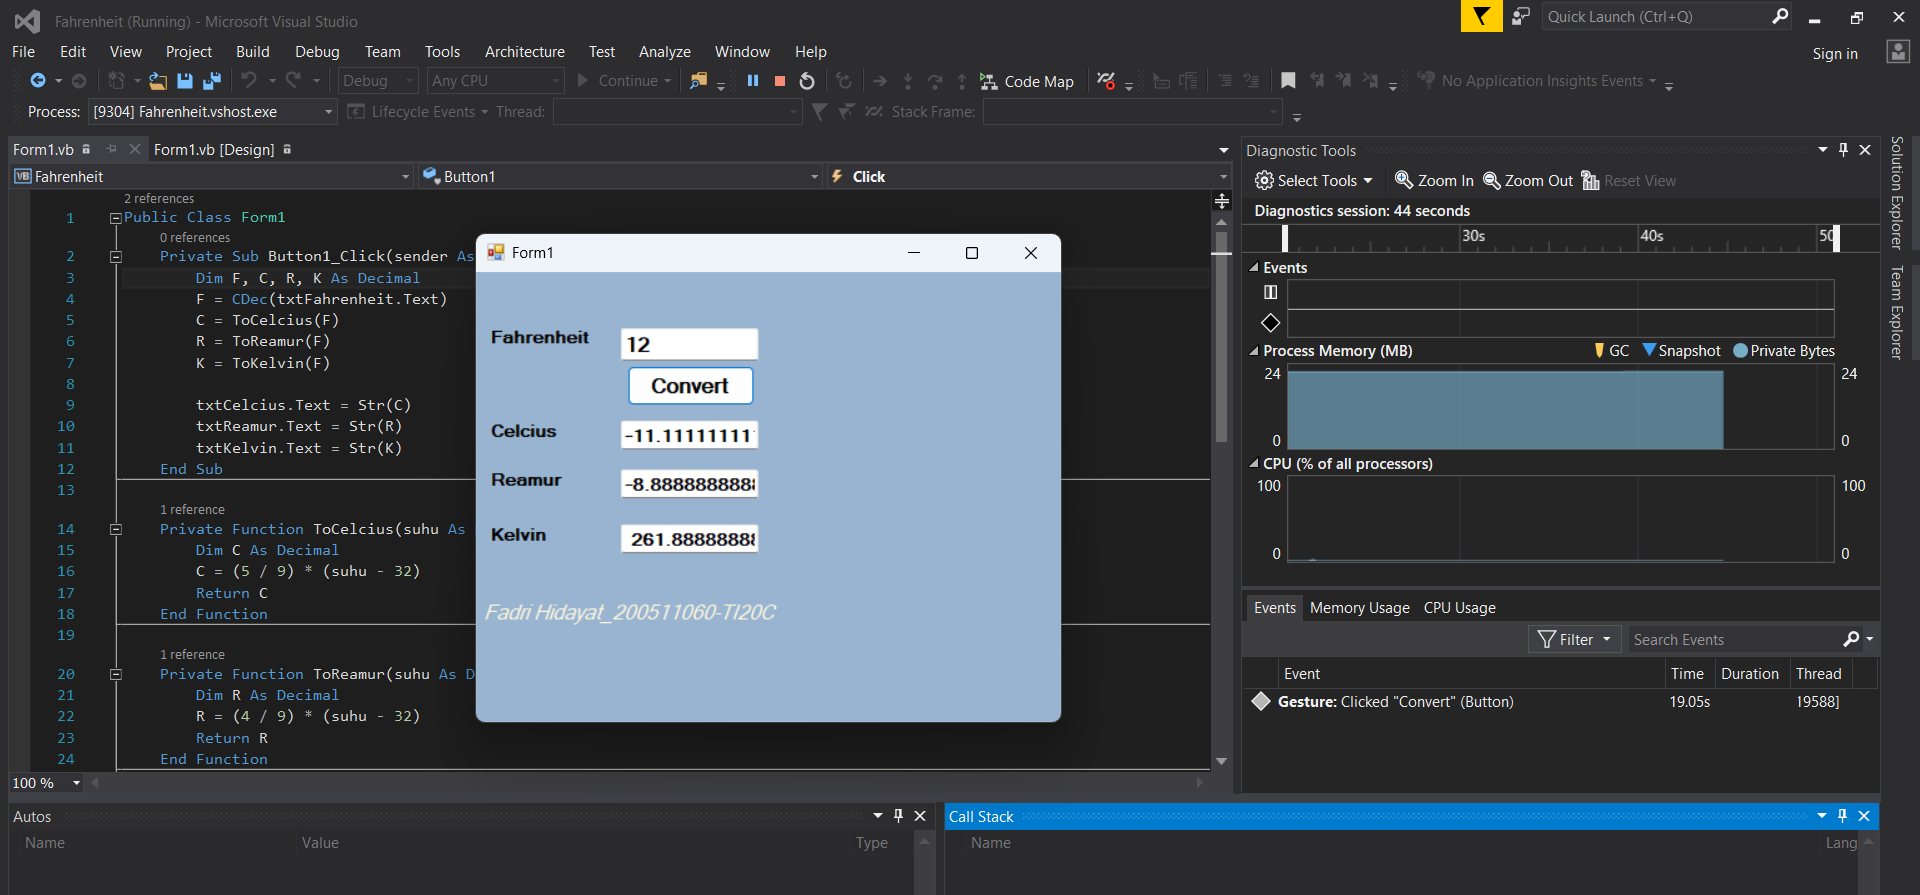 Fahrenheit (Running) - Microsoft Visual Studio
Quick Launch (Ctrl+Q)
File Edit View Project Build Debug Team Tools Architecture Test Analyze Window Help
Sign in
Debug Any CPU Continue Code Map No Application Insights Events
Process: [9304] Fahrenheit.vshost.exe Lifecycle Events Thread: Stack Frame:
Form1.vb Form1.vb [Design]
VB Fahrenheit Button1 Click
2 references
1 Public Class Form1
0 references
2 Private Sub Button1_Click(sender As
3 Dim F, C, R, K As Decimal
4 F = CDec(txtFahrenheit.Text)
5 C = ToCelcius(F)
6 R = ToReamur(F)
7 K = ToKelvin(F)
8
9 txtCelcius.Text = Str(C)
10 txtReamur.Text = Str(R)
11 txtKelvin.Text = Str(K)
12 End Sub
13
1 reference
14 Private Function ToCelcius(suhu As
15 Dim C As Decimal
16 C = (5 / 9) * (suhu - 32)
17 Return C
18 End Function
19
1 reference
20 Private Function ToReamur(suhu As D
21 Dim R As Decimal
22 R = (4 / 9) * (suhu - 32)
23 Return R
24 End Function
100 %
Form1
Fahrenheit 12
Convert
Celcius -11.11111111
Reamur -8.888888888
Kelvin 261.8888888
Fadri Hidayat_200511060-TI20C
Diagnostic Tools
Select Tools Zoom In Zoom Out Reset View
Diagnostics session: 44 seconds
30s 40s 50
Events
Process Memory (MB) GC Snapshot Private Bytes
24 24
0 0
CPU (% of all processors)
100 100
0 0
Events Memory Usage CPU Usage
Filter Search Events
Event Time Duration Thread
Gesture: Clicked "Convert" (Button) 19.05s 19588]
Solution Explorer
Team Explorer
Autos
Name Value Type
Call Stack
Name Lang